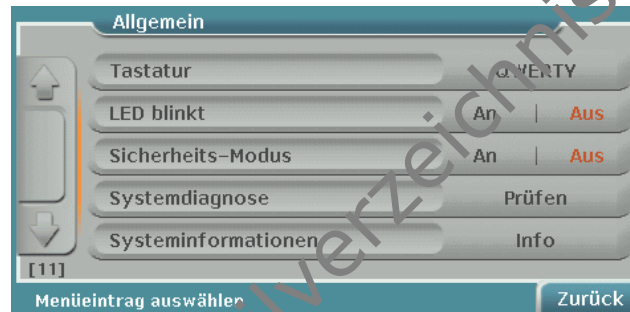 Allgemein
Tastatur QWERTY
LED blinkt An | Aus
Sicherheits-Modus An | Aus
Systemdiagnose Prüfen
Systeminformationen Info
[11]
Menüeintrag auswählen Zurück